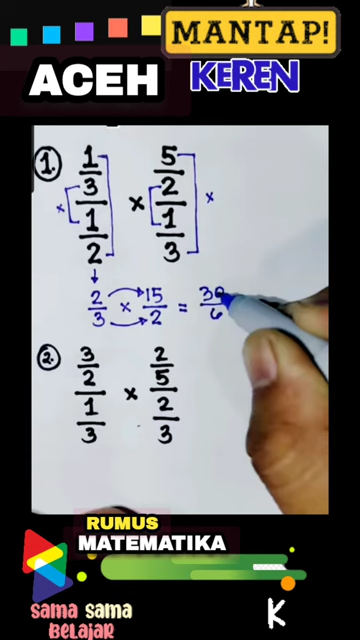 MANTAP!
ACEH KEREN
1. (1/3)/(1/2) × (5/2)/(1/3)
× ×
2/3 × 15/2 = 30/6
2. (3/2)/(1/3) × (2/5)/(2/3)
RUMUS
MATEMATIKA
sama sama
belajar
K